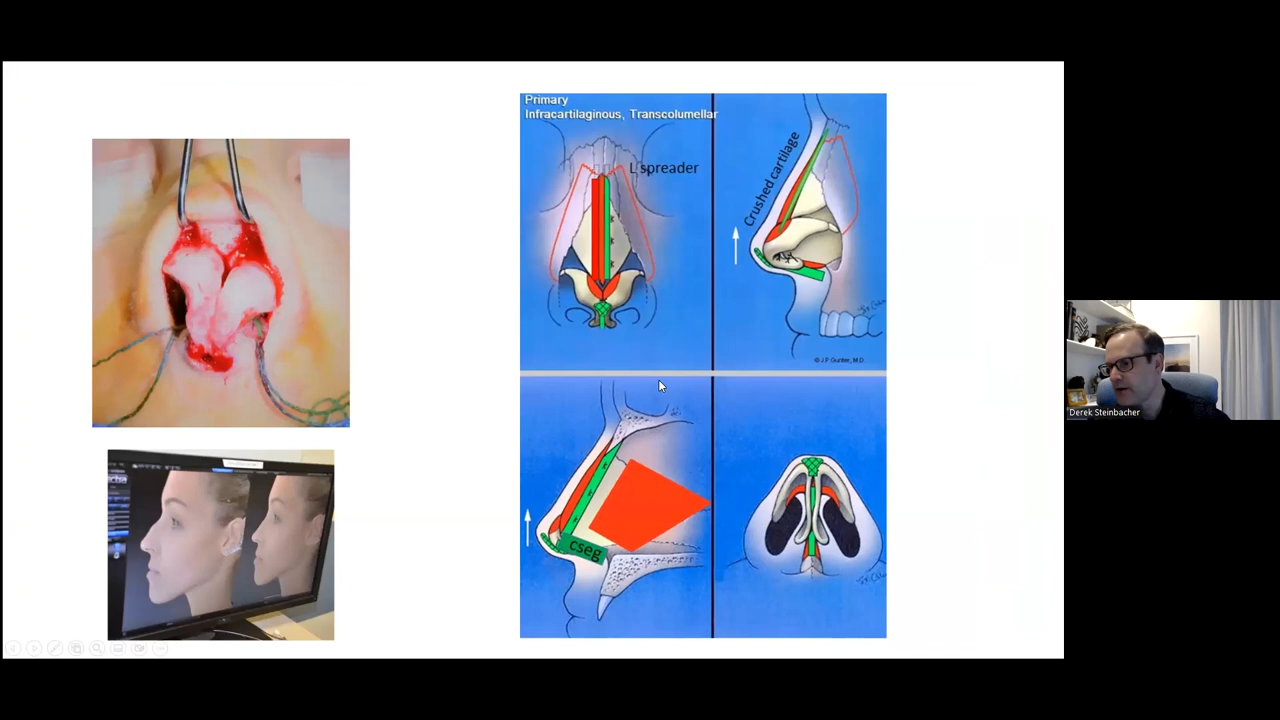 Primary
Infracartilaginous, Transcolumellar
L spreader
Crushed cartilage
© J.P. Gunter, M.D.
cseg
Derek Steinbacher